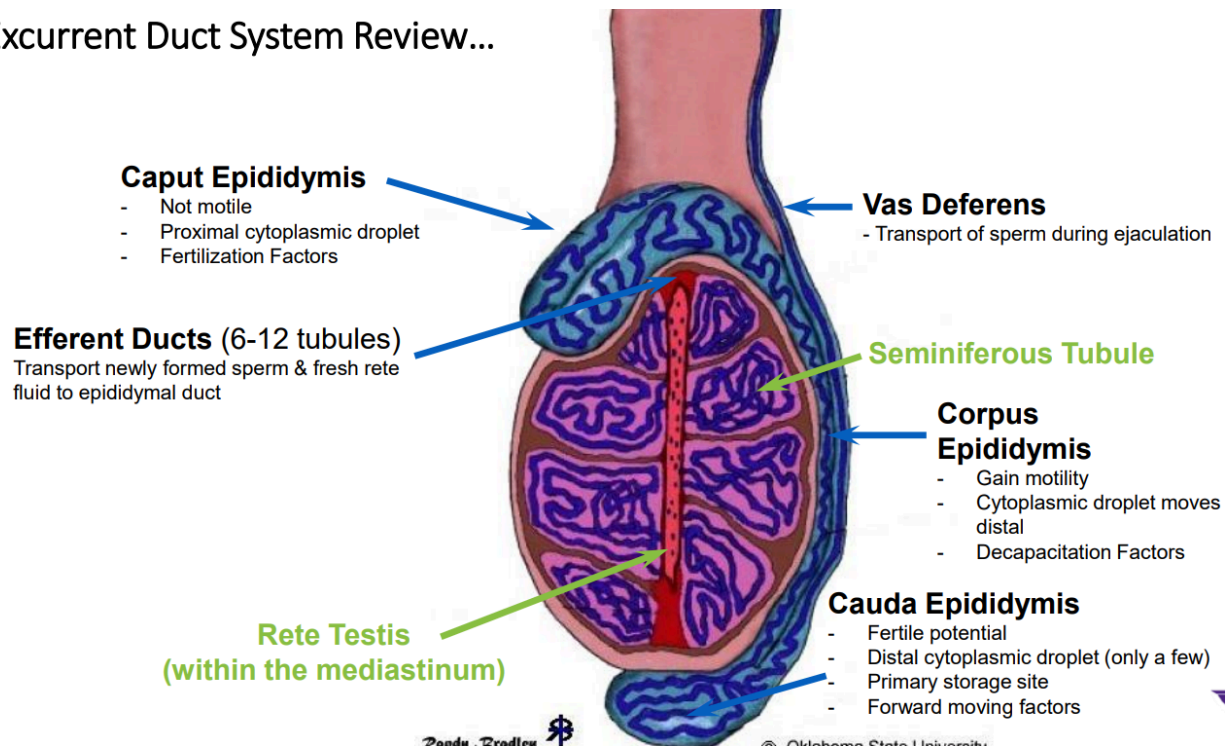 xcurrent Duct System Review...
Caput Epididymis
- Not motile
- Proximal cytoplasmic droplet
- Fertilization Factors
Vas Deferens
- Transport of sperm during ejaculation
Efferent Ducts (6-12 tubules)
Transport newly formed sperm & fresh rete
fluid to epididymal duct
Seminiferous Tubule
Corpus
Epididymis
- Gain motility
- Cytoplasmic droplet moves
distal
- Decapacitation Factors
Rete Testis
(within the mediastinum)
Cauda Epididymis
- Fertile potential
- Distal cytoplasmic droplet (only a few)
- Primary storage site
- Forward moving factors
Bradley
Oklahoma State University